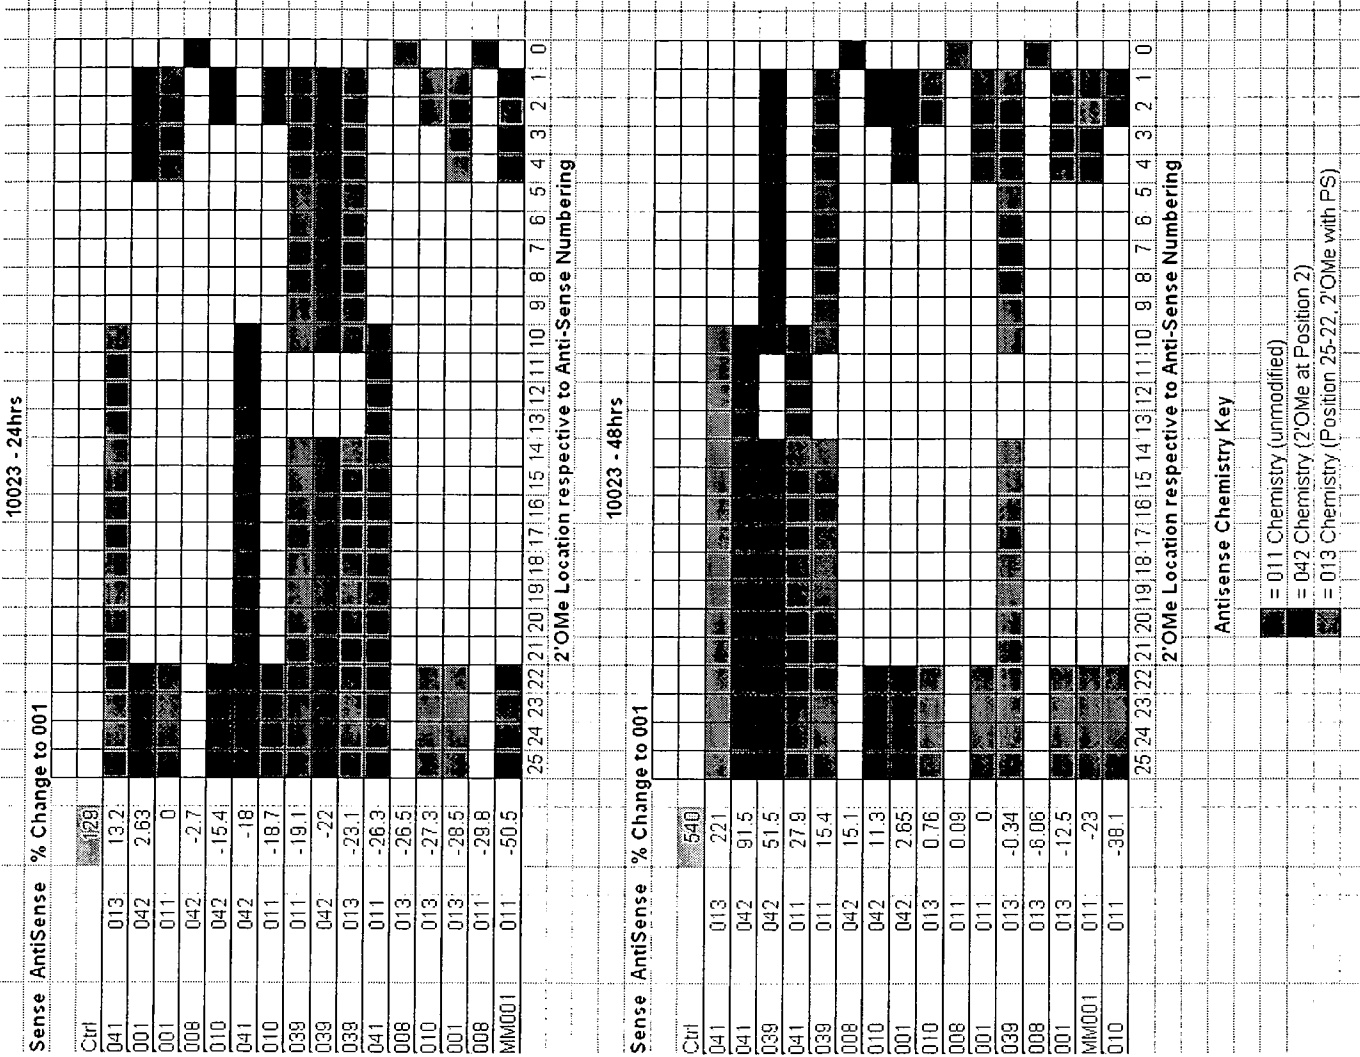 10023 - 24hrs
Sense AntiSense % Change to 001
Ctrl 129
041 013 13.2
001 042 2.63
001 011 0
008 042 -2.7
010 042 -15.4
041 042 -18
010 011 -18.7
039 011 -19.1
039 042 -22
039 013 -23.1
041 011 -26.3
008 013 -26.5
010 013 -27.3
001 013 -28.5
008 011 -29.8
MM001 011 -50.5
25 24 23 22 21 20 19 18 17 16 15 14 13 12 11 10 9 8 7 6 5 4 3 2 1 0
2'OMe Location respective to Anti-Sense Numbering
10023 - 48hrs
Sense AntiSense % Change to 001
Ctrl 540
041 013 221
041 042 91.5
039 042 51.5
041 011 27.9
039 011 15.4
008 042 15.1
010 042 11.3
001 042 2.65
010 013 0.76
008 011 0.09
001 011 0
039 013 -0.34
008 013 -6.06
001 013 -12.5
MM001 011 -23
010 011 -38.1
25 24 23 22 21 20 19 18 17 16 15 14 13 12 11 10 9 8 7 6 5 4 3 2 1 0
2'OMe Location respective to Anti-Sense Numbering
Antisense Chemistry Key
= 011 Chemistry (unmodified)
= 042 Chemistry (2'OMe at Position 2)
= 013 Chemistry (Position 25-22, 2'OMe with PS)